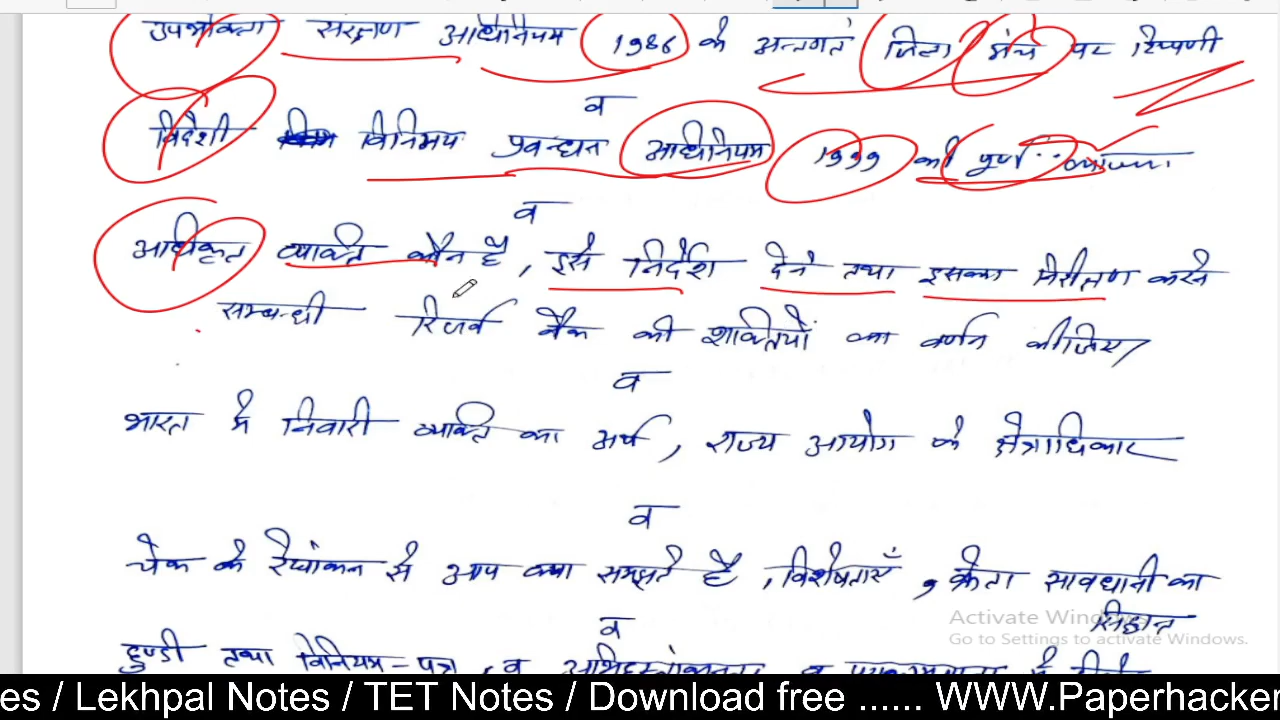 उपभोक्ता संरक्षण अधिनियम 1986 के अन्तर्गत जिला मंच पर टिप्पणी
व
विदेशी विनिमय प्रबन्धन अधिनियम 1999 की पूर्ण व्याख्या
व
अधिकृत व्यक्ति कौन है, इसे निर्देश देने तथा इसका निरीक्षण करने
सम्बन्धी रिजर्व बैंक की शक्तियों का वर्णन कीजिए
व
भारत में निवासी व्यक्ति का अर्थ, राज्य आयोग के क्षेत्राधिकार
व
चेक के रेखांकन से आप क्या समझते है, विशेषताएँ, क्रेता सावधानी का
सिद्धान्त
Activate Windows
Go to Settings to activate Windows.
व
हुण्डी तथा विनिमय-पत्र, व
es / Lekhpal Notes / TET Notes / Download free ...... WWW.Paperhacker